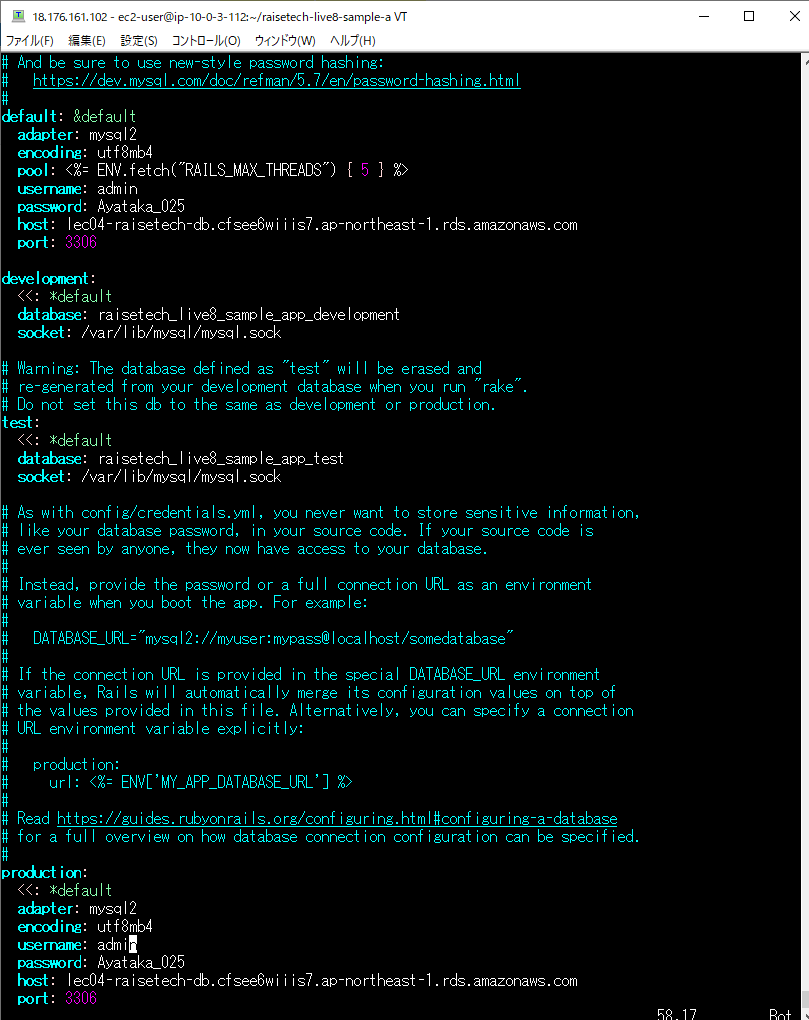 18.176.161.102 - ec2-user@ip-10-0-3-112:~/raisetech-live8-sample-a VT
ファイル(F) 編集(E) 設定(S) コントロール(O) ウィンドウ(W) ヘルプ(H)
# And be sure to use new-style password hashing:
#   https://dev.mysql.com/doc/refman/5.7/en/password-hashing.html
#
default: &default
  adapter: mysql2
  encoding: utf8mb4
  pool: <%= ENV.fetch("RAILS_MAX_THREADS") { 5 } %>
  username: admin
  password: Ayataka_025
  host: lec04-raisetech-db.cfsee6wiiis7.ap-northeast-1.rds.amazonaws.com
  port: 3306

development:
  <<: *default
  database: raisetech_live8_sample_app_development
  socket: /var/lib/mysql/mysql.sock

# Warning: The database defined as "test" will be erased and
# re-generated from your development database when you run "rake".
# Do not set this db to the same as development or production.
test:
  <<: *default
  database: raisetech_live8_sample_app_test
  socket: /var/lib/mysql/mysql.sock

# As with config/credentials.yml, you never want to store sensitive information,
# like your database password, in your source code. If your source code is
# ever seen by anyone, they now have access to your database.
#
# Instead, provide the password or a full connection URL as an environment
# variable when you boot the app. For example:
#
#   DATABASE_URL="mysql2://myuser:mypass@localhost/somedatabase"
#
# If the connection URL is provided in the special DATABASE_URL environment
# variable, Rails will automatically merge its configuration values on top of
# the values provided in this file. Alternatively, you can specify a connection
# URL environment variable explicitly:
#
#   production:
#     url: <%= ENV['MY_APP_DATABASE_URL'] %>
#
# Read https://guides.rubyonrails.org/configuring.html#configuring-a-database
# for a full overview on how database connection configuration can be specified.
#
production:
  <<: *default
  adapter: mysql2
  encoding: utf8mb4
  username: admin
  password: Ayataka_025
  host: lec04-raisetech-db.cfsee6wiiis7.ap-northeast-1.rds.amazonaws.com
  port: 3306
58,17 Bot